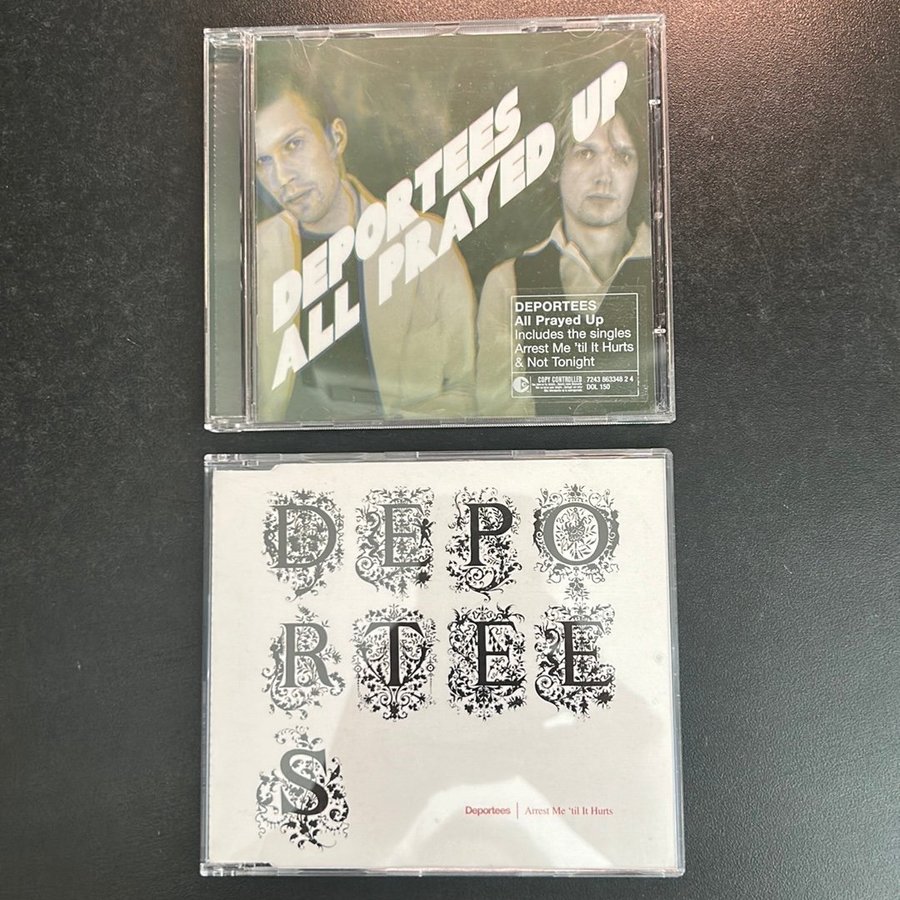 DEPORTEES
ALL PRAYED UP
DEPORTEES
All Prayed Up
Includes the singles
Arrest Me 'til It Hurts
& Not Tonight
COPY CONTROLLED
7243 863348 2 4
DOL 150
DEPO
RTEE
S
Deportees | Arrest Me 'til It Hurts